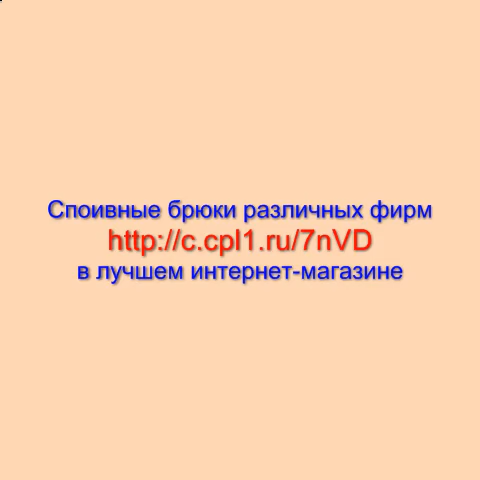 Споивные брюки различных фирм
http://c.cpl1.ru/7nVD
в лучшем интернет-магазине